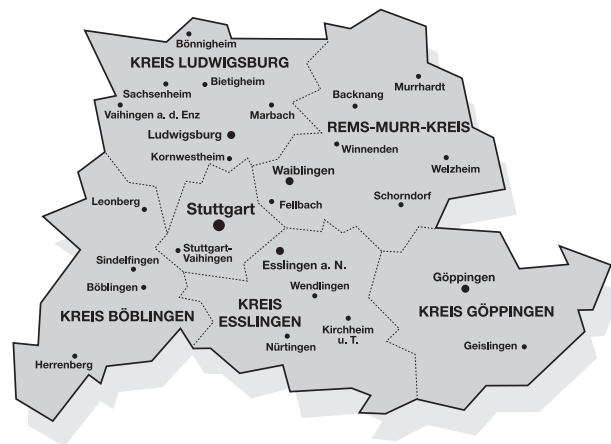 Bönnigheim
KREIS LUDWIGSBURG
Bietigheim
Sachsenheim
Vaihingen a. d. Enz
Marbach
Ludwigsburg
Kornwestheim
Murrhardt
Backnang
REMS-MURR-KREIS
Winnenden
Welzheim
Waiblingen
Schorndorf
Fellbach
Leonberg
Stuttgart
Stuttgart-
Vaihingen
Sindelfingen
Böblingen
KREIS BÖBLINGEN
Herrenberg
Esslingen a. N.
Wendlingen
KREIS
ESSLINGEN
Kirchheim
u. T.
Nürtingen
Göppingen
KREIS GÖPPINGEN
Geislingen